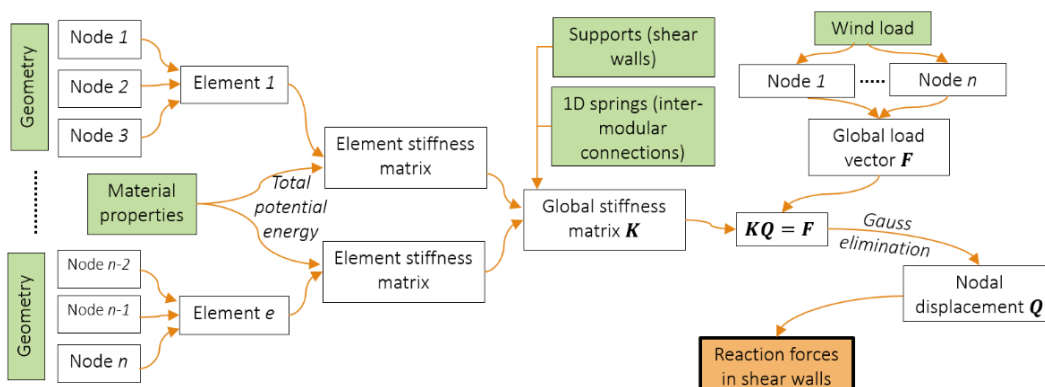 Geometry
Node 1
Node 2
Node 3
Element 1
Material
properties
Total
potential
energy
Geometry
Node n-2
Node n-1
Node n
Element e
Element stiffness
matrix
Element stiffness
matrix
Supports (shear
walls)
1D springs (inter-
modular
connections)
Global stiffness
matrix K
Wind load
Node 1
.....
Node n
Global load
vector F
KQ = F
Gauss
elimination
Nodal
displacement Q
Reaction forces
in shear walls